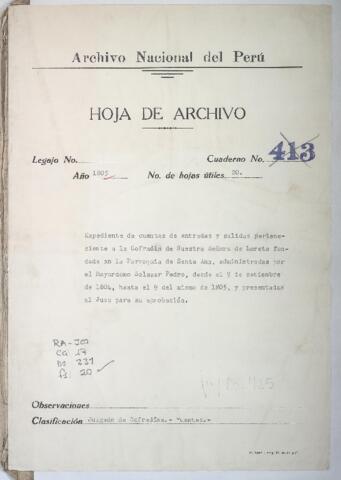 Archivo Nacional del Perú
HOJA DE ARCHIVO
Legajo No.
Cuaderno No. 413
Año 1805
No. de hojas útiles 20.
Expediente de cuentas de entradas y salidas pertene-
ciente a la Cofradía de Nuestra Señora de Loreto fun-
dada en la Parroquia de Santa Ana, administradas por
el Mayordomo Salazar Pedro, desde el 9 de setiembre
de 1804, hasta el 9 del mismo de 1805, y presentadas
al Juez para su aprobación.
RA-J02
CG 17
DO 231
fs 20
Observaciones
Clasificación Juzgado de Cofradías.- Cuentas.-